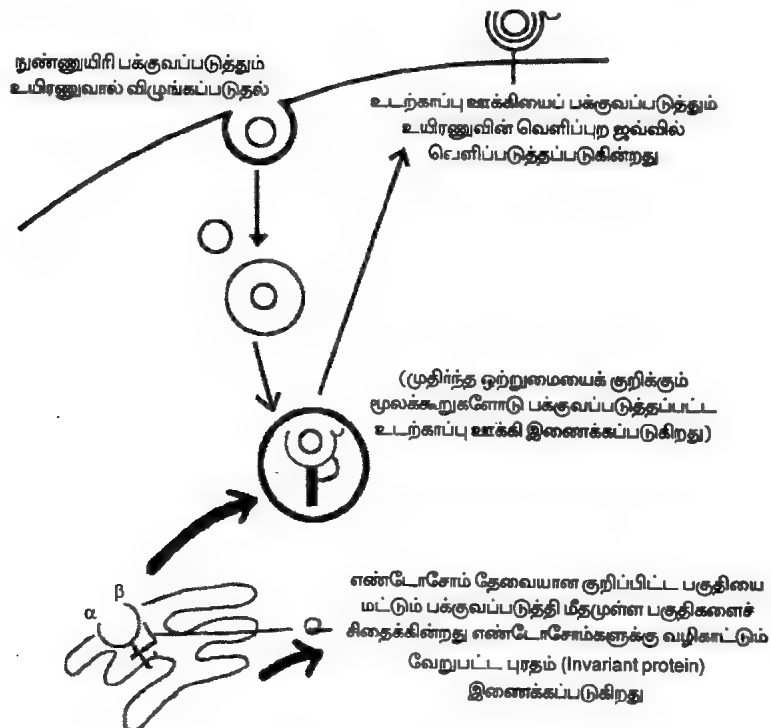 நுண்ணுயிரி பக்குவப்படுத்தும்
உயிரணுவால் விழுங்கப்படுதல்
உடற்காப்பு ஊக்கியைப் பக்குவப்படுத்தும்
உயிரணுவின் வெளிப்புற ஜவ்வில்
வெளிப்படுத்தப்படுகின்றது
(முதிர்ந்த ஒற்றுமையைக் குறிக்கும்
மூலக்கூறுகளோடு பக்குவப்படுத்தப்பட்ட
உடற்காப்பு ஊக்கி இணைக்கப்படுகிறது)
β
α
எண்டோசோம் தேவையான குறிப்பிட்ட பகுதியை
மட்டும் பக்குவப்படுத்தி மீதமுள்ள பகுதிகளைச்
சிதைக்கின்றது எண்டோசோம்களுக்கு வழிகாட்டும்
வேறுபட்ட புரதம் (Invariant protein)
இணைக்கப்படுகிறது